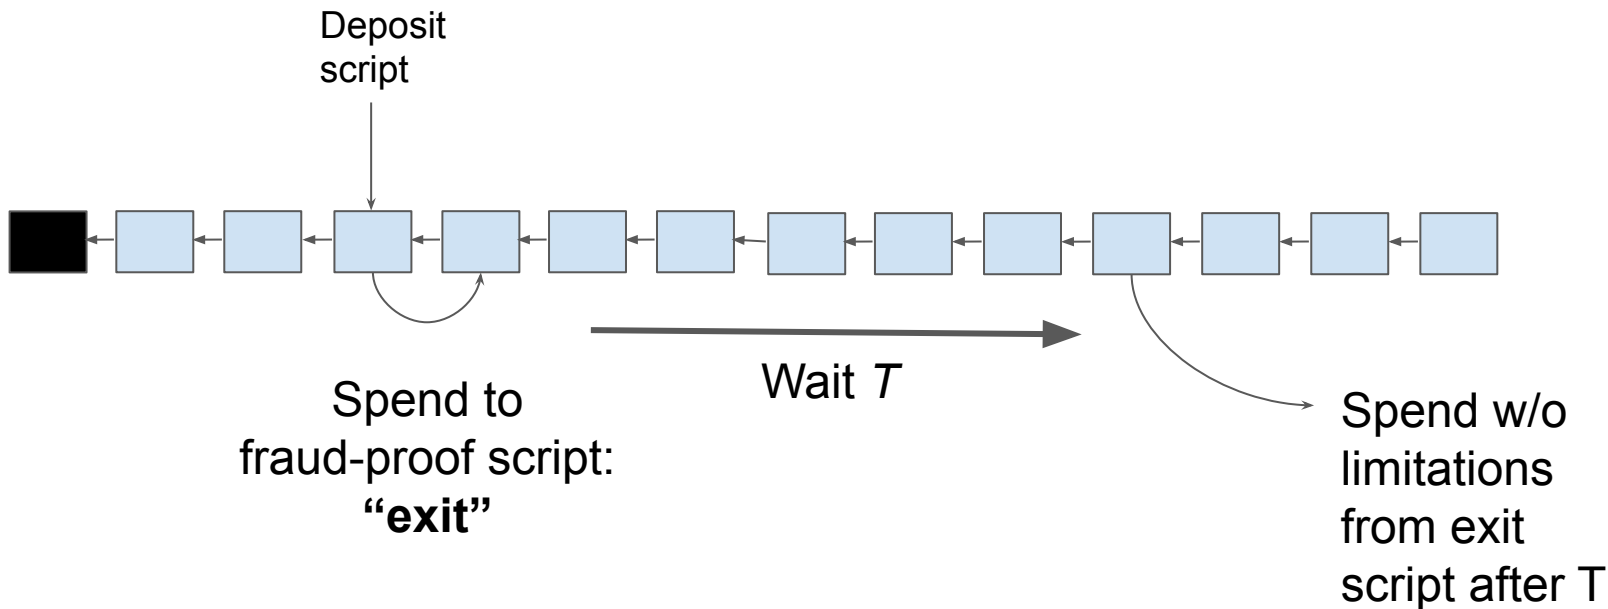 Deposit
script
Spend to
fraud-proof script:
“exit”
Wait T
Spend w/o
limitations
from exit
script after T